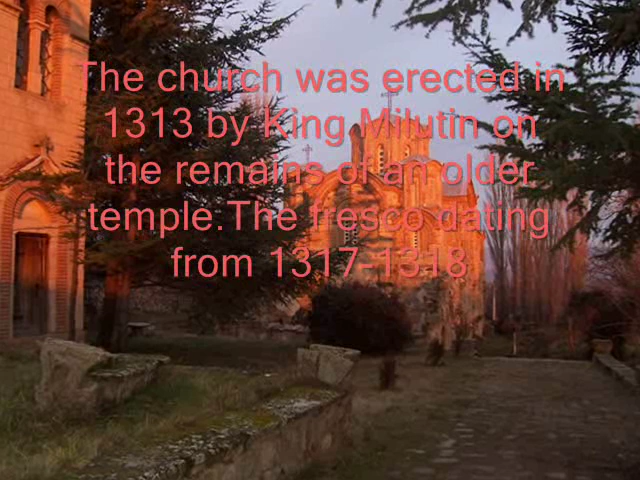 The church was erected in
1313 by King Milutin on
the remains of an older
temple.The fresco dating
from 1317-1318